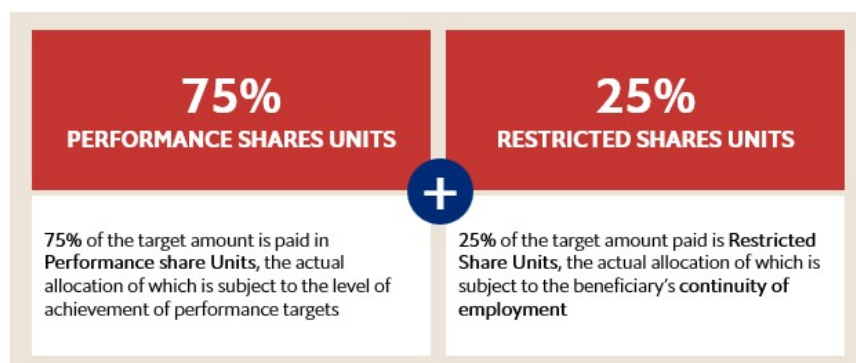 75%
PERFORMANCE SHARES UNITS
+
25%
RESTRICTED SHARES UNITS
75% of the target amount is paid in
Performance share Units, the actual
allocation of which is subject to the level of
achievement of performance targets
25% of the target amount paid is Restricted
Share Units, the actual allocation of which is
subject to the beneficiary's continuity of
employment